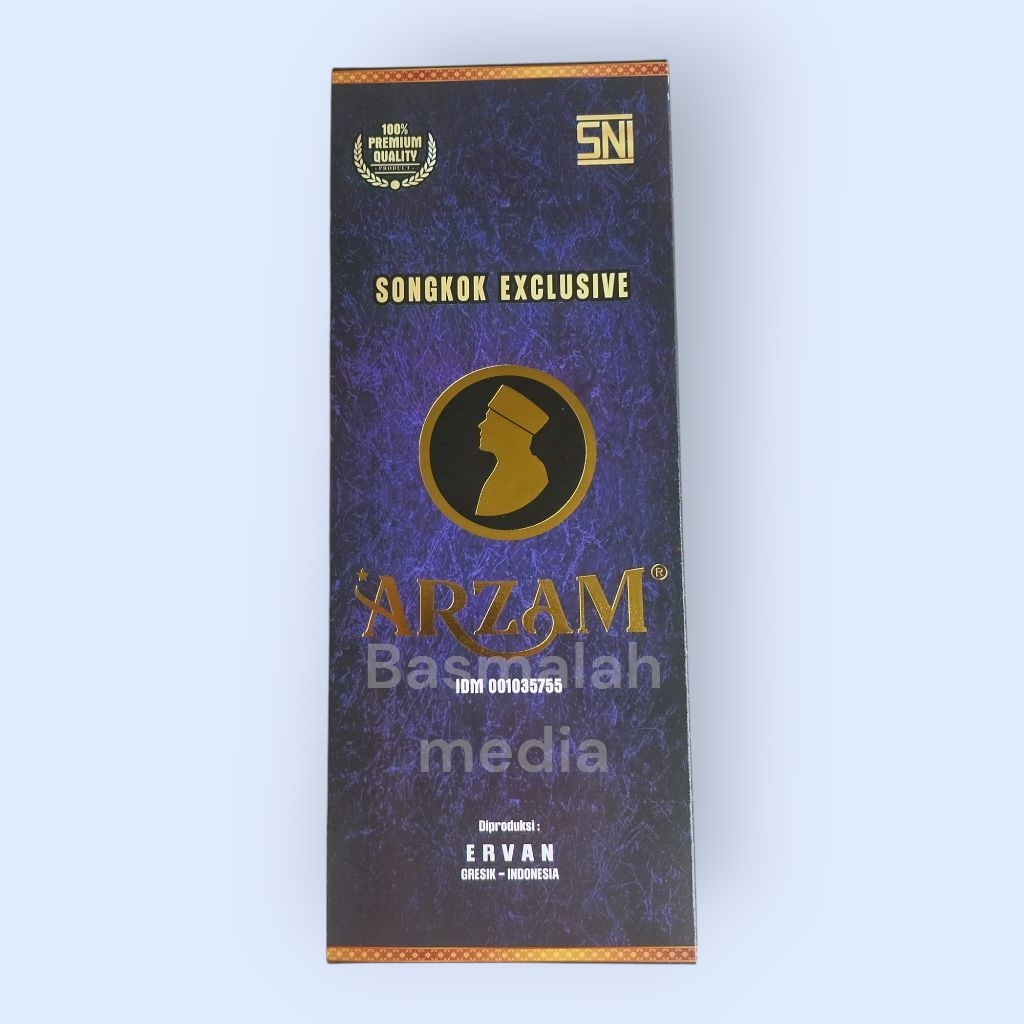 100%
PREMIUM
QUALITY
PRODUCT
SNI
SONGKOK EXCLUSIVE
ARZAM®
Basmalah
IDM 001035755
media
Diproduksi :
ERVAN
GRESIK - INDONESIA